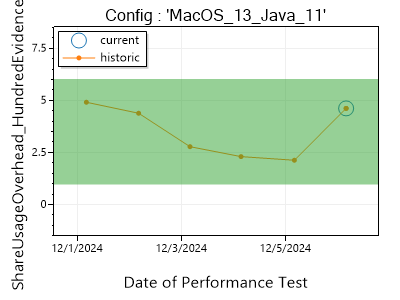 Config : 'MacOS_13_Java_11'
ShareUsageOverhead_HundredEvidence
current
historic
7.5
5
2.5
0
12/1/2024
12/3/2024
12/5/2024
Date of Performance Test